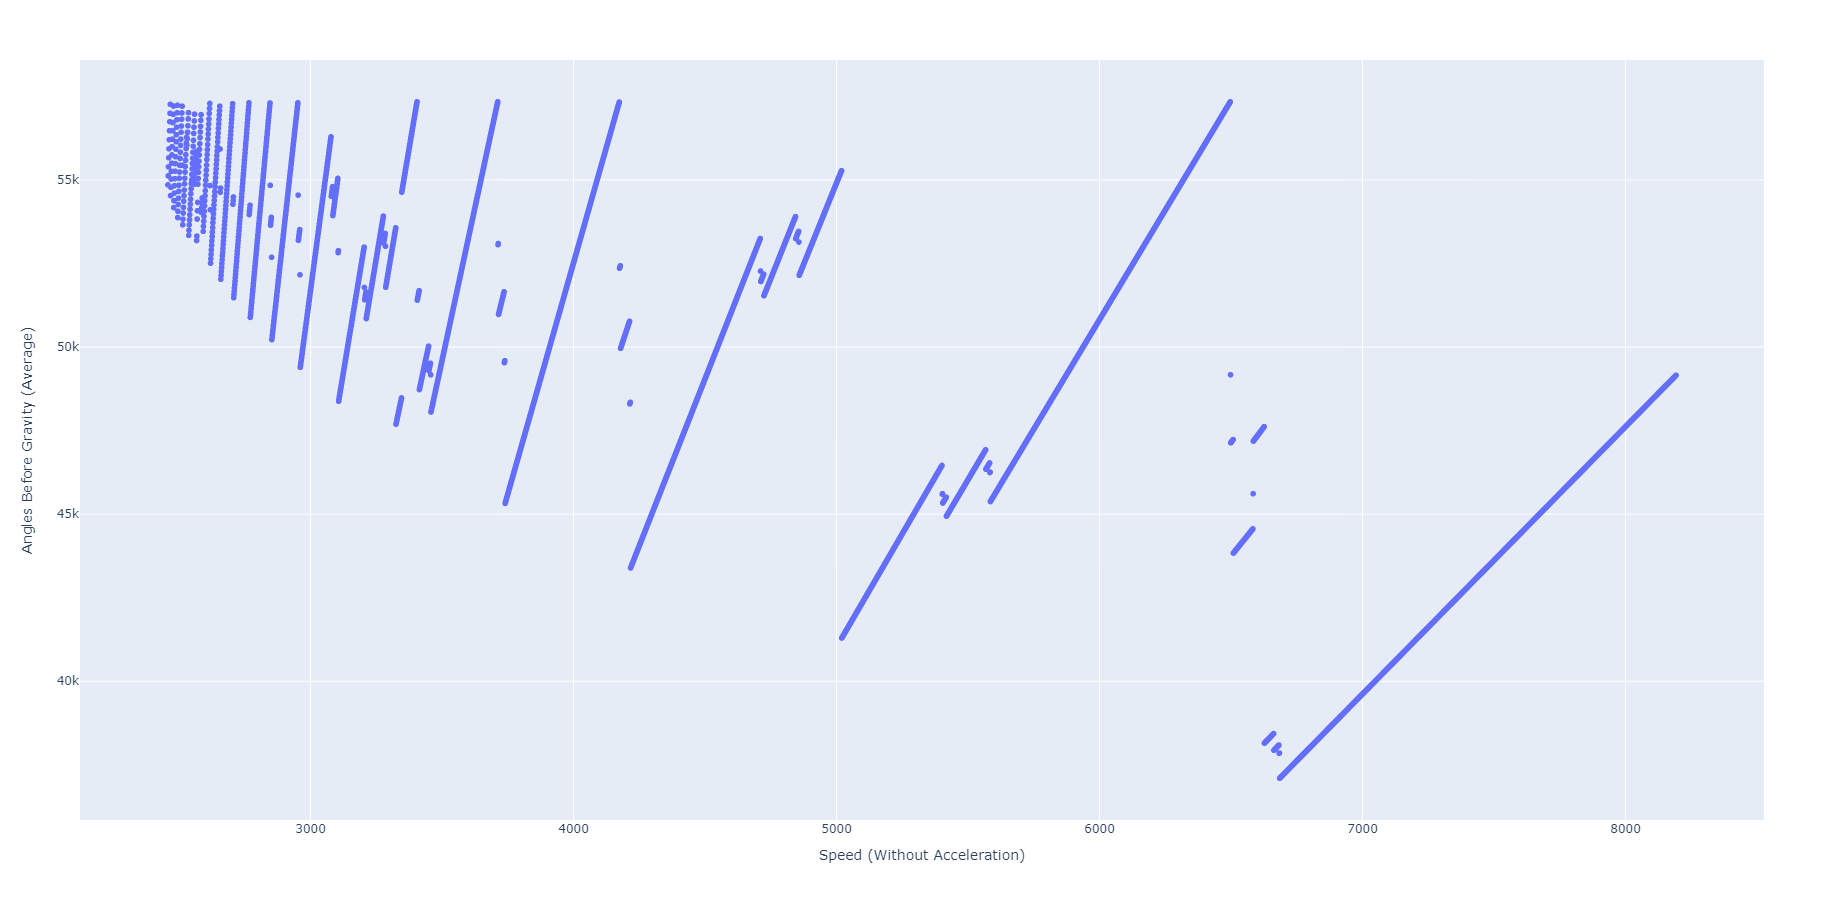 55k
50k
45k
40k
3000
4000
5000
6000
7000
8000
Speed (Without Acceleration)
Angles Before Gravity (Average)